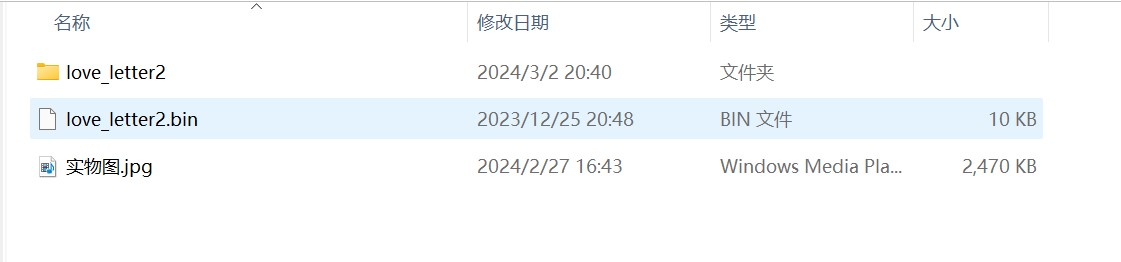 名称 修改日期 类型 大小
love_letter2 2024/3/2 20:40 文件夹
love_letter2.bin 2023/12/25 20:48 BIN 文件 10 KB
实物图.jpg 2024/2/27 16:43 Windows Media Pla... 2,470 KB